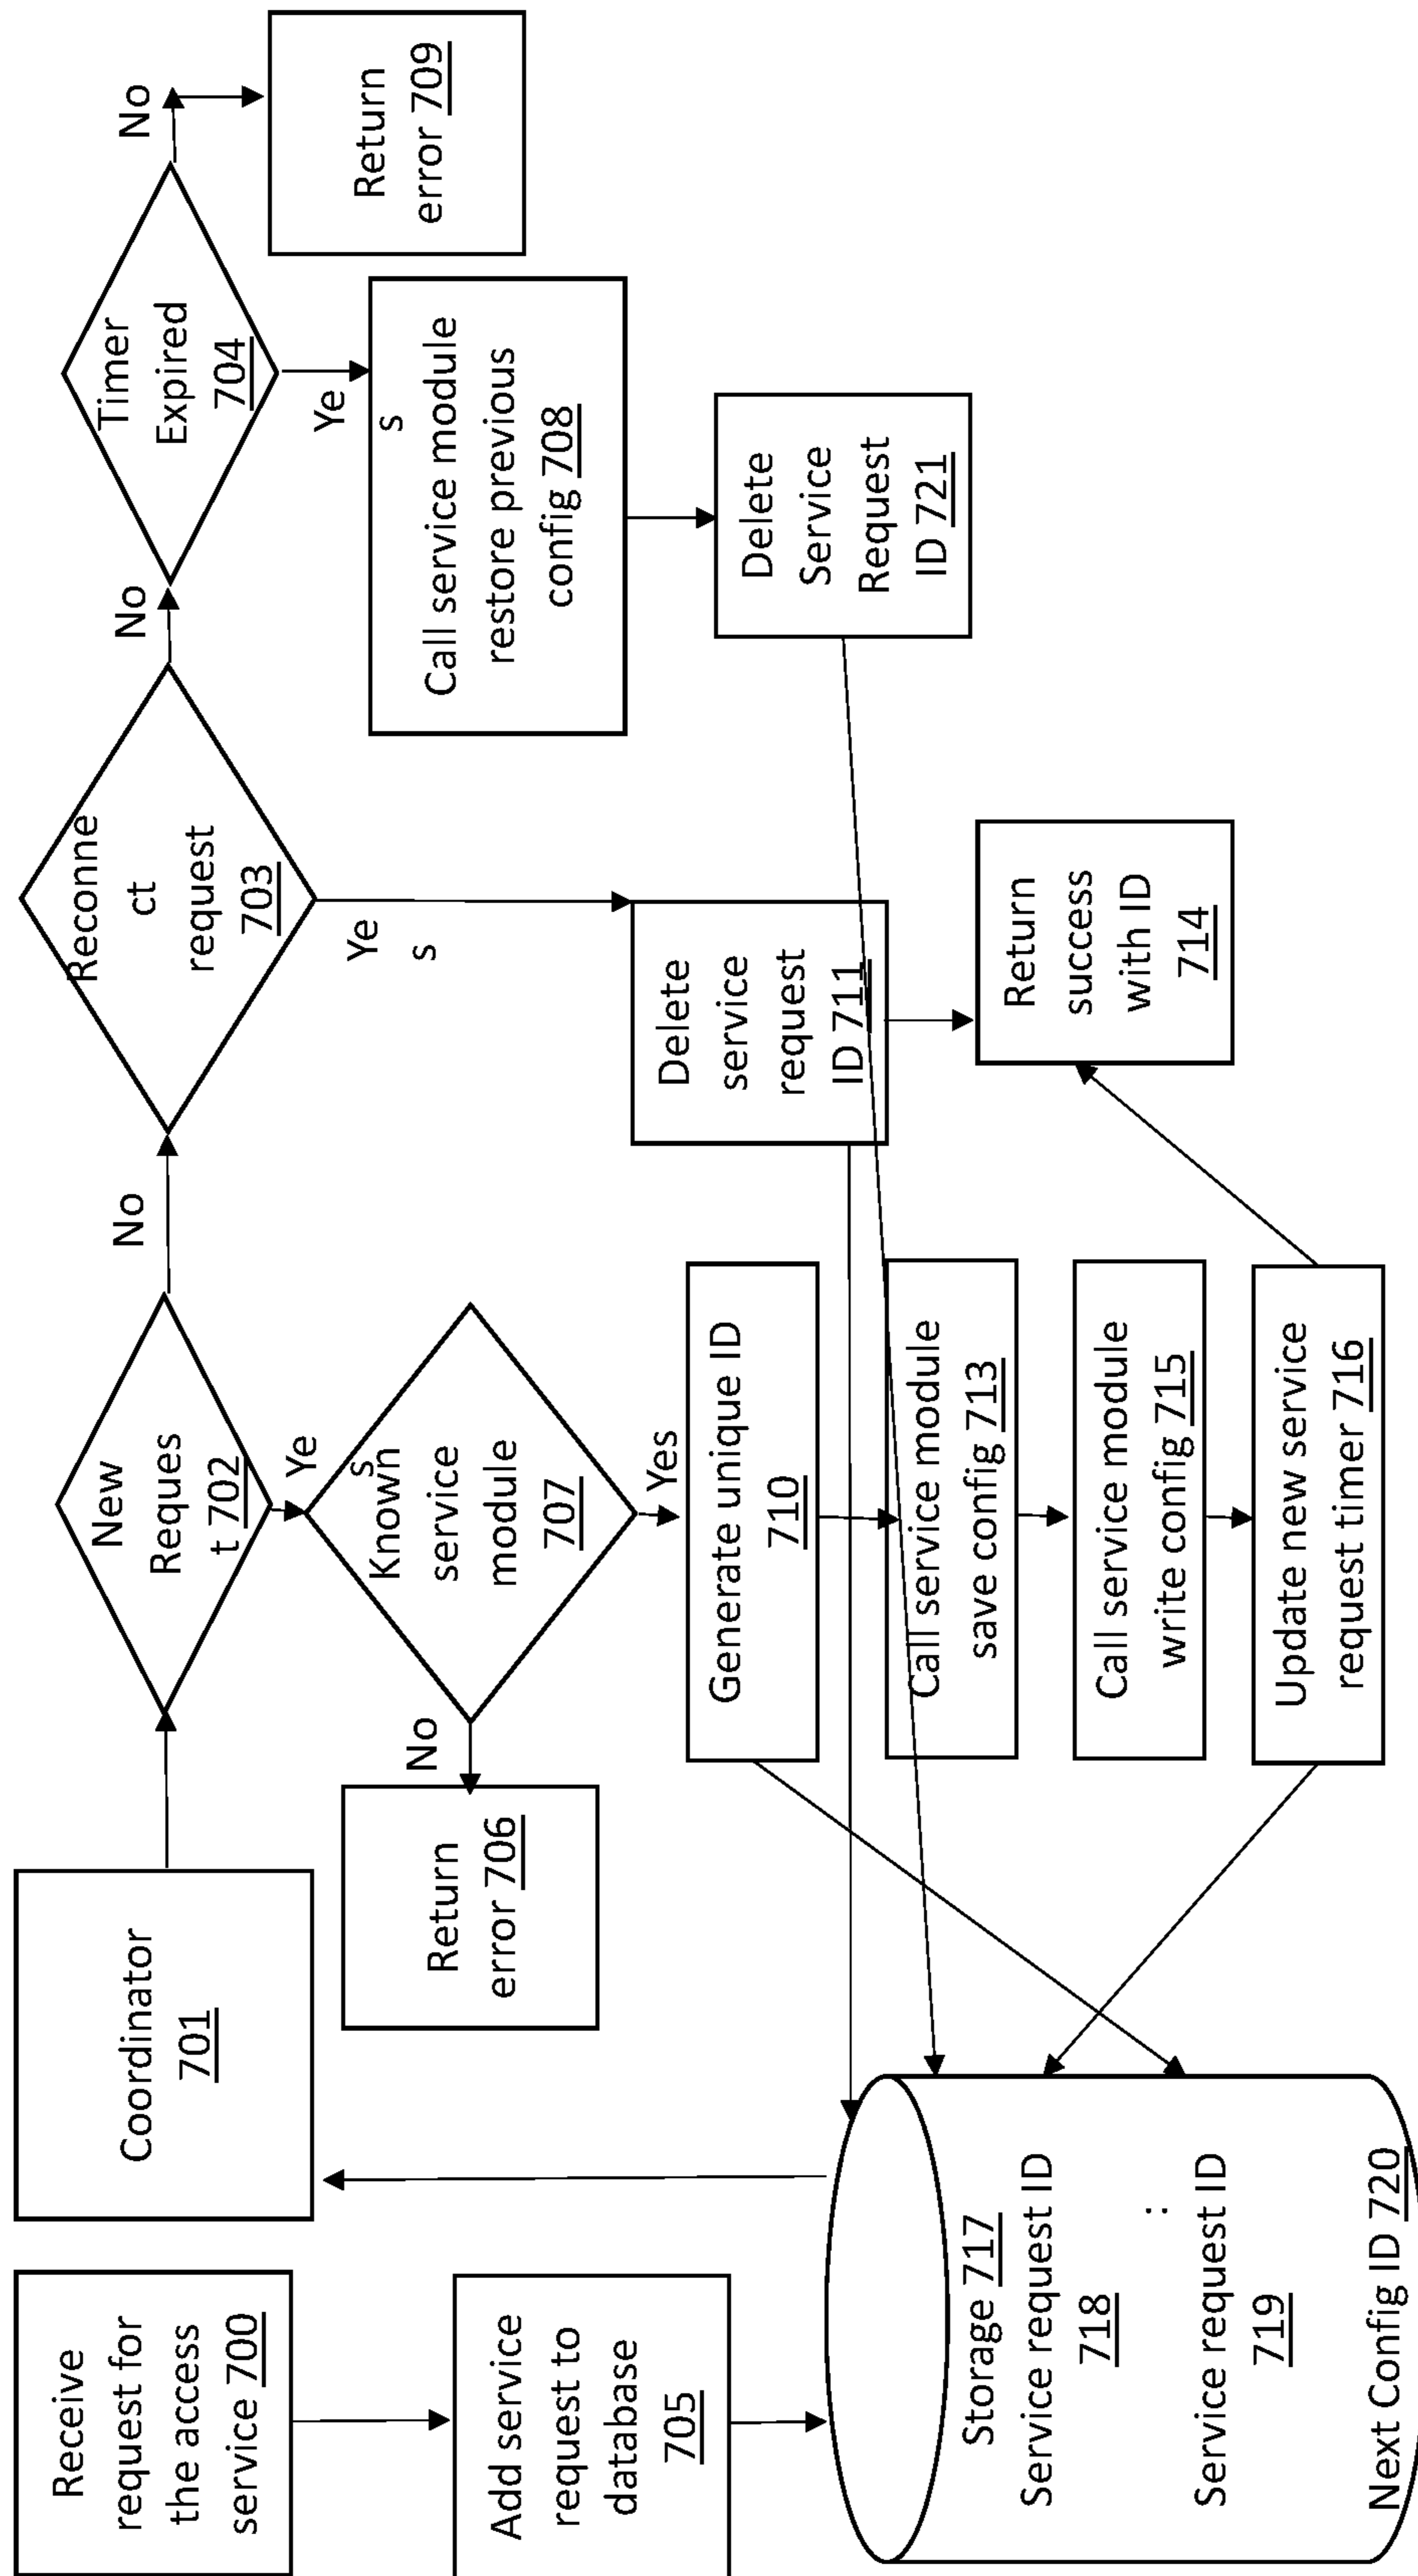 Receive
request for
the access
service 700
Add service
request to
database
705
Storage 717
Service request ID
718
:
Service request ID
719
Next Config ID 720
Coordinator
701
New
Reques
t 702
No
Ye
s
Known
service
module
707
No
Return
error 706
Yes
Generate unique ID
710
Call service module
save config 713
Call service module
write config 715
Update new service
request timer 716
Reconne
ct
request
703
No
Ye
s
Delete
service
request
ID 711
Return
success
with ID
714
Timer
Expired
704
No
Ye
s
Call service module
restore previous
config 708
Delete
Service
Request
ID 721
Return
error 709